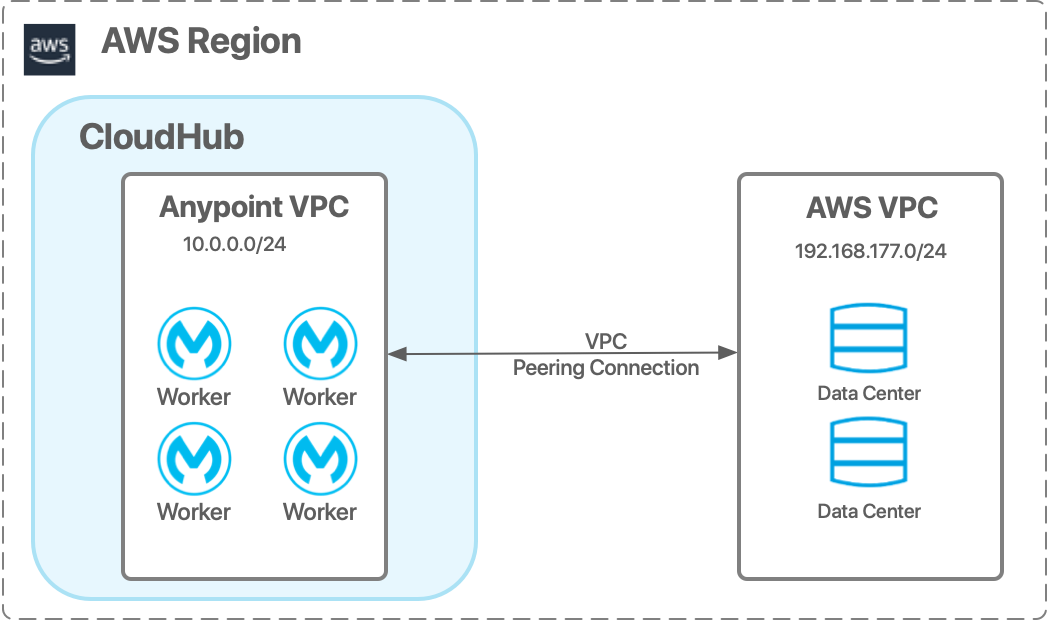 aws
AWS Region
CloudHub
Anypoint VPC
10.0.0.0/24
Worker
Worker
Worker
Worker
VPC
Peering Connection
AWS VPC
192.168.177.0/24
Data Center
Data Center